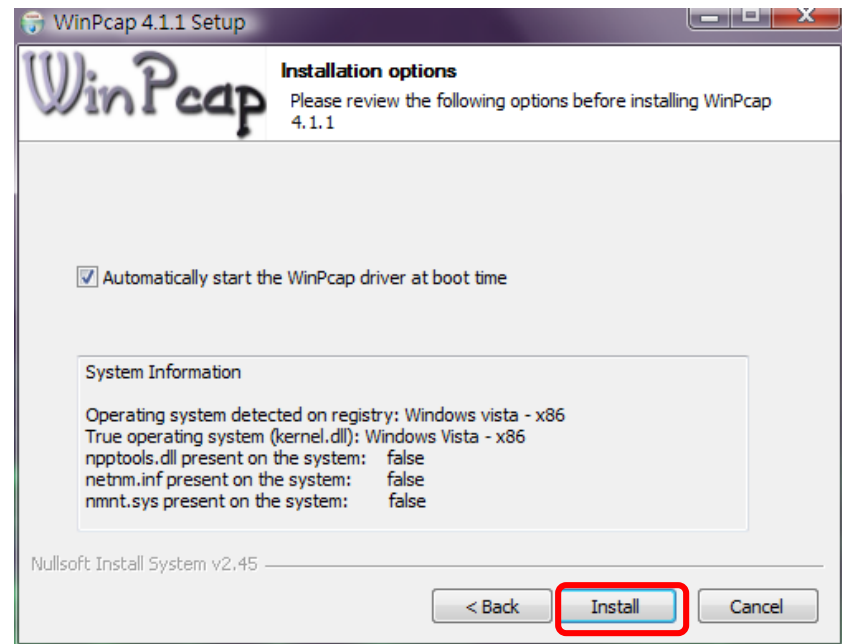 WinPcap 4.1.1 Setup
WinPcap
Installation options
Please review the following options before installing WinPcap
4.1.1
Automatically start the WinPcap driver at boot time
System Information
Operating system detected on registry: Windows vista - x86
True operating system (kernel.dll): Windows Vista - x86
npptools.dll present on the system: false
netnm.inf present on the system: false
nmnt.sys present on the system: false
Nullsoft Install System v2.45
< Back Install Cancel